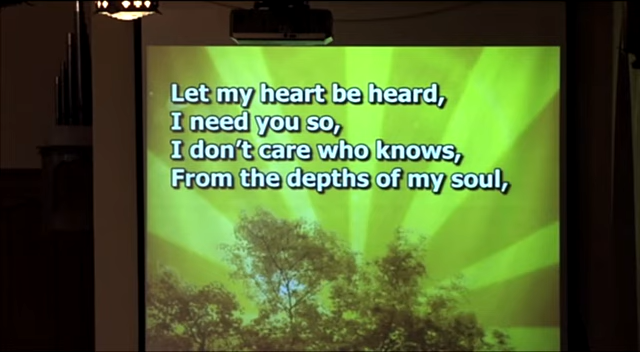 Let my heart be heard,
I need you so,
I don't care who knows,
From the depths of my soul,